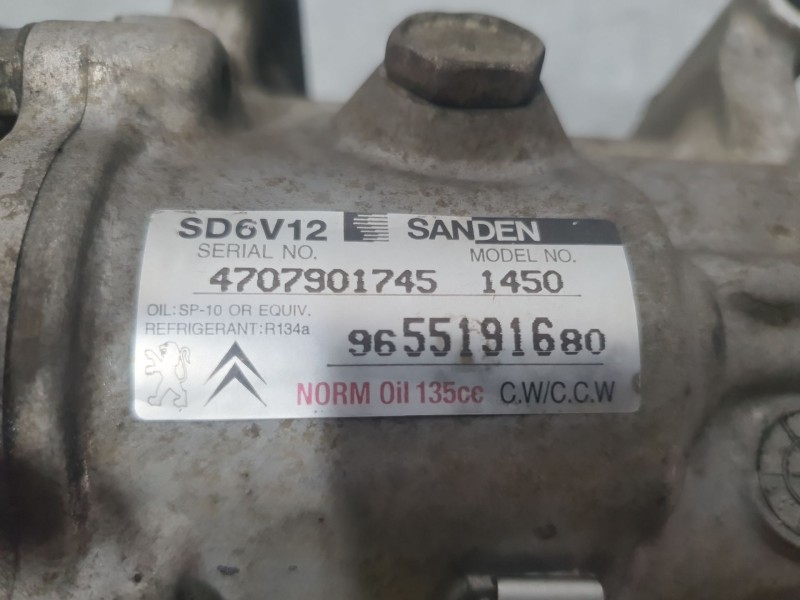 SD6V12 SANDEN
SERIAL NO. MODEL NO.
4707901745 1450
OIL:SP-10 OR EQUIV.
REFRIGERANT:R134a
9655191680
NORM Oil 135cc C.W/C.C.W